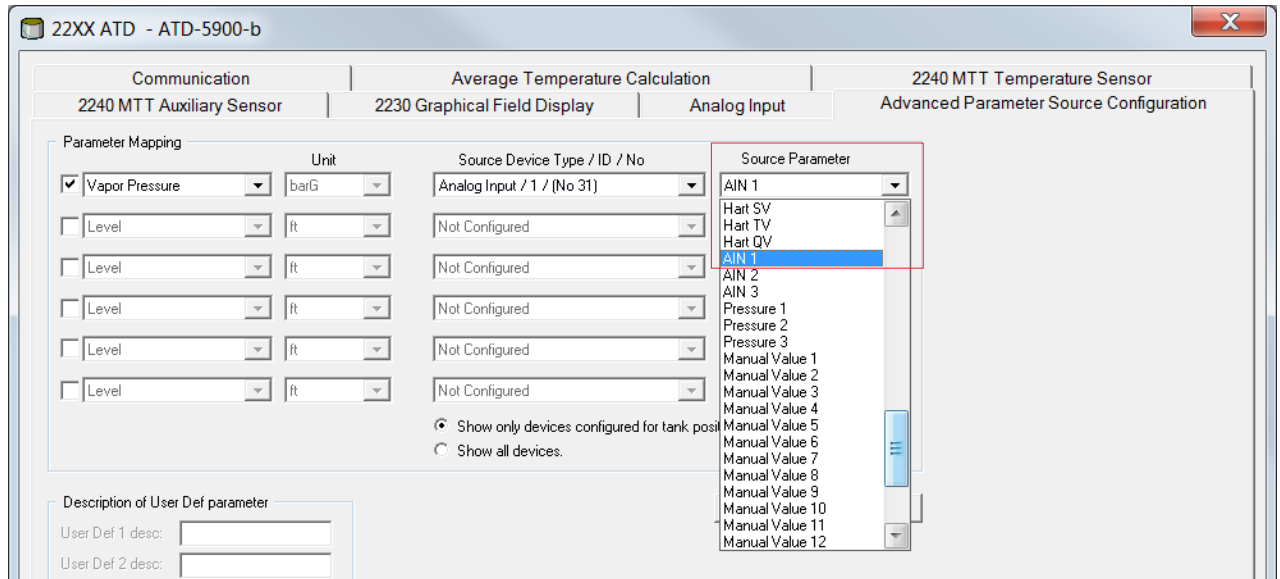 22XX ATD - ATD-5900-b
X
Communication Average Temperature Calculation 2240 MTT Temperature Sensor
2240 MTT Auxiliary Sensor 2230 Graphical Field Display Analog Input Advanced Parameter Source Configuration
Parameter Mapping
Unit Source Device Type / ID / No Source Parameter
Vapor Pressure barG Analog Input / 1 / (No 31) AIN 1
Level ft Not Configured
Level ft Not Configured
Level ft Not Configured
Level ft Not Configured
Level ft Not Configured
Hart SV
Hart TV
Hart QV
AIN 1
AIN 2
AIN 3
Pressure 1
Pressure 2
Pressure 3
Manual Value 1
Manual Value 2
Manual Value 3
Manual Value 4
Manual Value 5
Manual Value 6
Manual Value 7
Manual Value 8
Manual Value 9
Manual Value 10
Manual Value 11
Manual Value 12
Show only devices configured for tank posi
Show all devices.
Description of User Def parameter
User Def 1 desc:
User Def 2 desc: